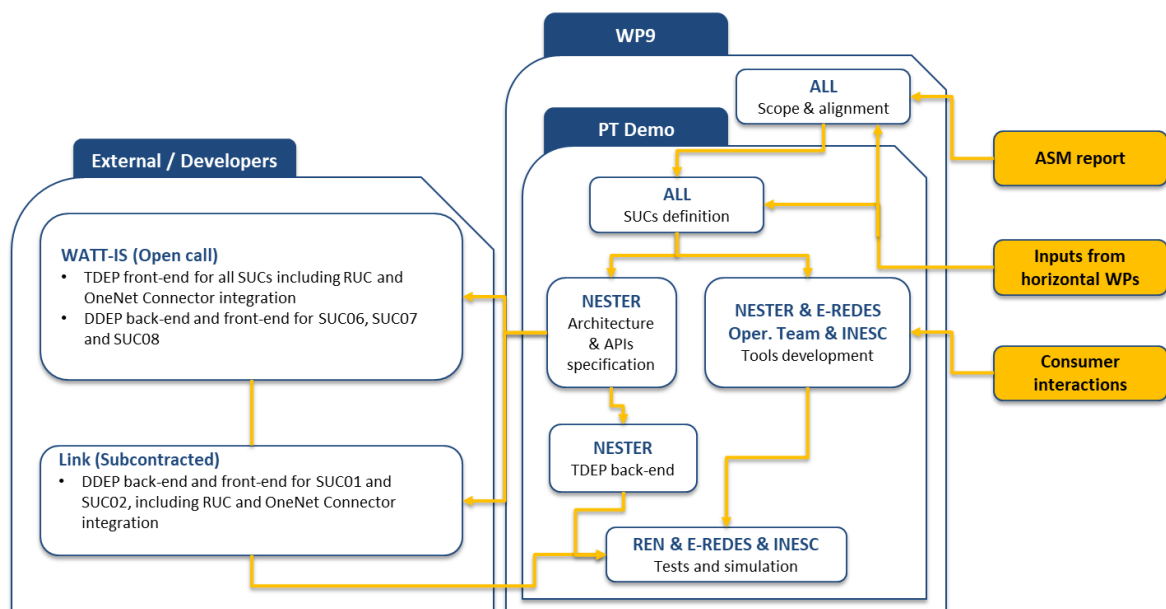 WP9
ALL
Scope & alignment
PT Demo
ASM report
External / Developers
ALL
SUCs definition
WATT-IS (Open call)
• TDEP front-end for all SUCs including RUC and
OneNet Connector integration
• DDEP back-end and front-end for SUC06, SUC07
and SUC08
Inputs from
horizontal WPs
NESTER
Architecture
& APIs
specification
NESTER & E-REDES
Oper. Team & INESC
Tools development
Consumer
interactions
NESTER
TDEP back-end
Link (Subcontracted)
• DDEP back-end and front-end for SUC01 and
SUC02, including RUC and OneNet Connector
integration
REN & E-REDES & INESC
Tests and simulation